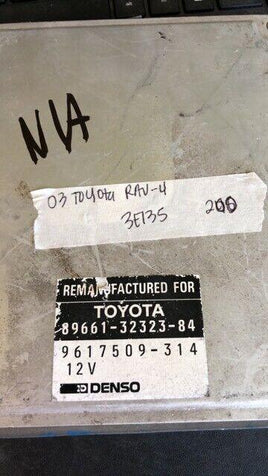 N/A
03 TOYOTA RAV-4
3E135 200
REMANUFACTURED FOR
TOYOTA
89661-32323-84
9617509-314
12V
DENSO